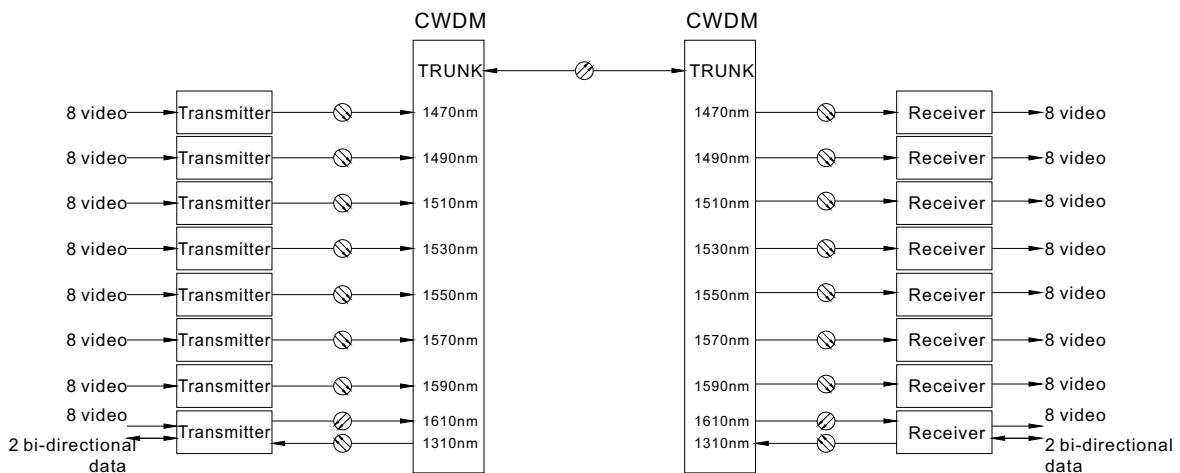 CWDM CWDM
TRUNK TRUNK
8 video Transmitter 1470nm 1470nm Receiver 8 video
8 video Transmitter 1490nm 1490nm Receiver 8 video
8 video Transmitter 1510nm 1510nm Receiver 8 video
8 video Transmitter 1530nm 1530nm Receiver 8 video
8 video Transmitter 1550nm 1550nm Receiver 8 video
8 video Transmitter 1570nm 1570nm Receiver 8 video
8 video Transmitter 1590nm 1590nm Receiver 8 video
8 video 1610nm 1610nm 8 video
Transmitter Receiver
2 bi-directional 1310nm 1310nm 2 bi-directional
data data